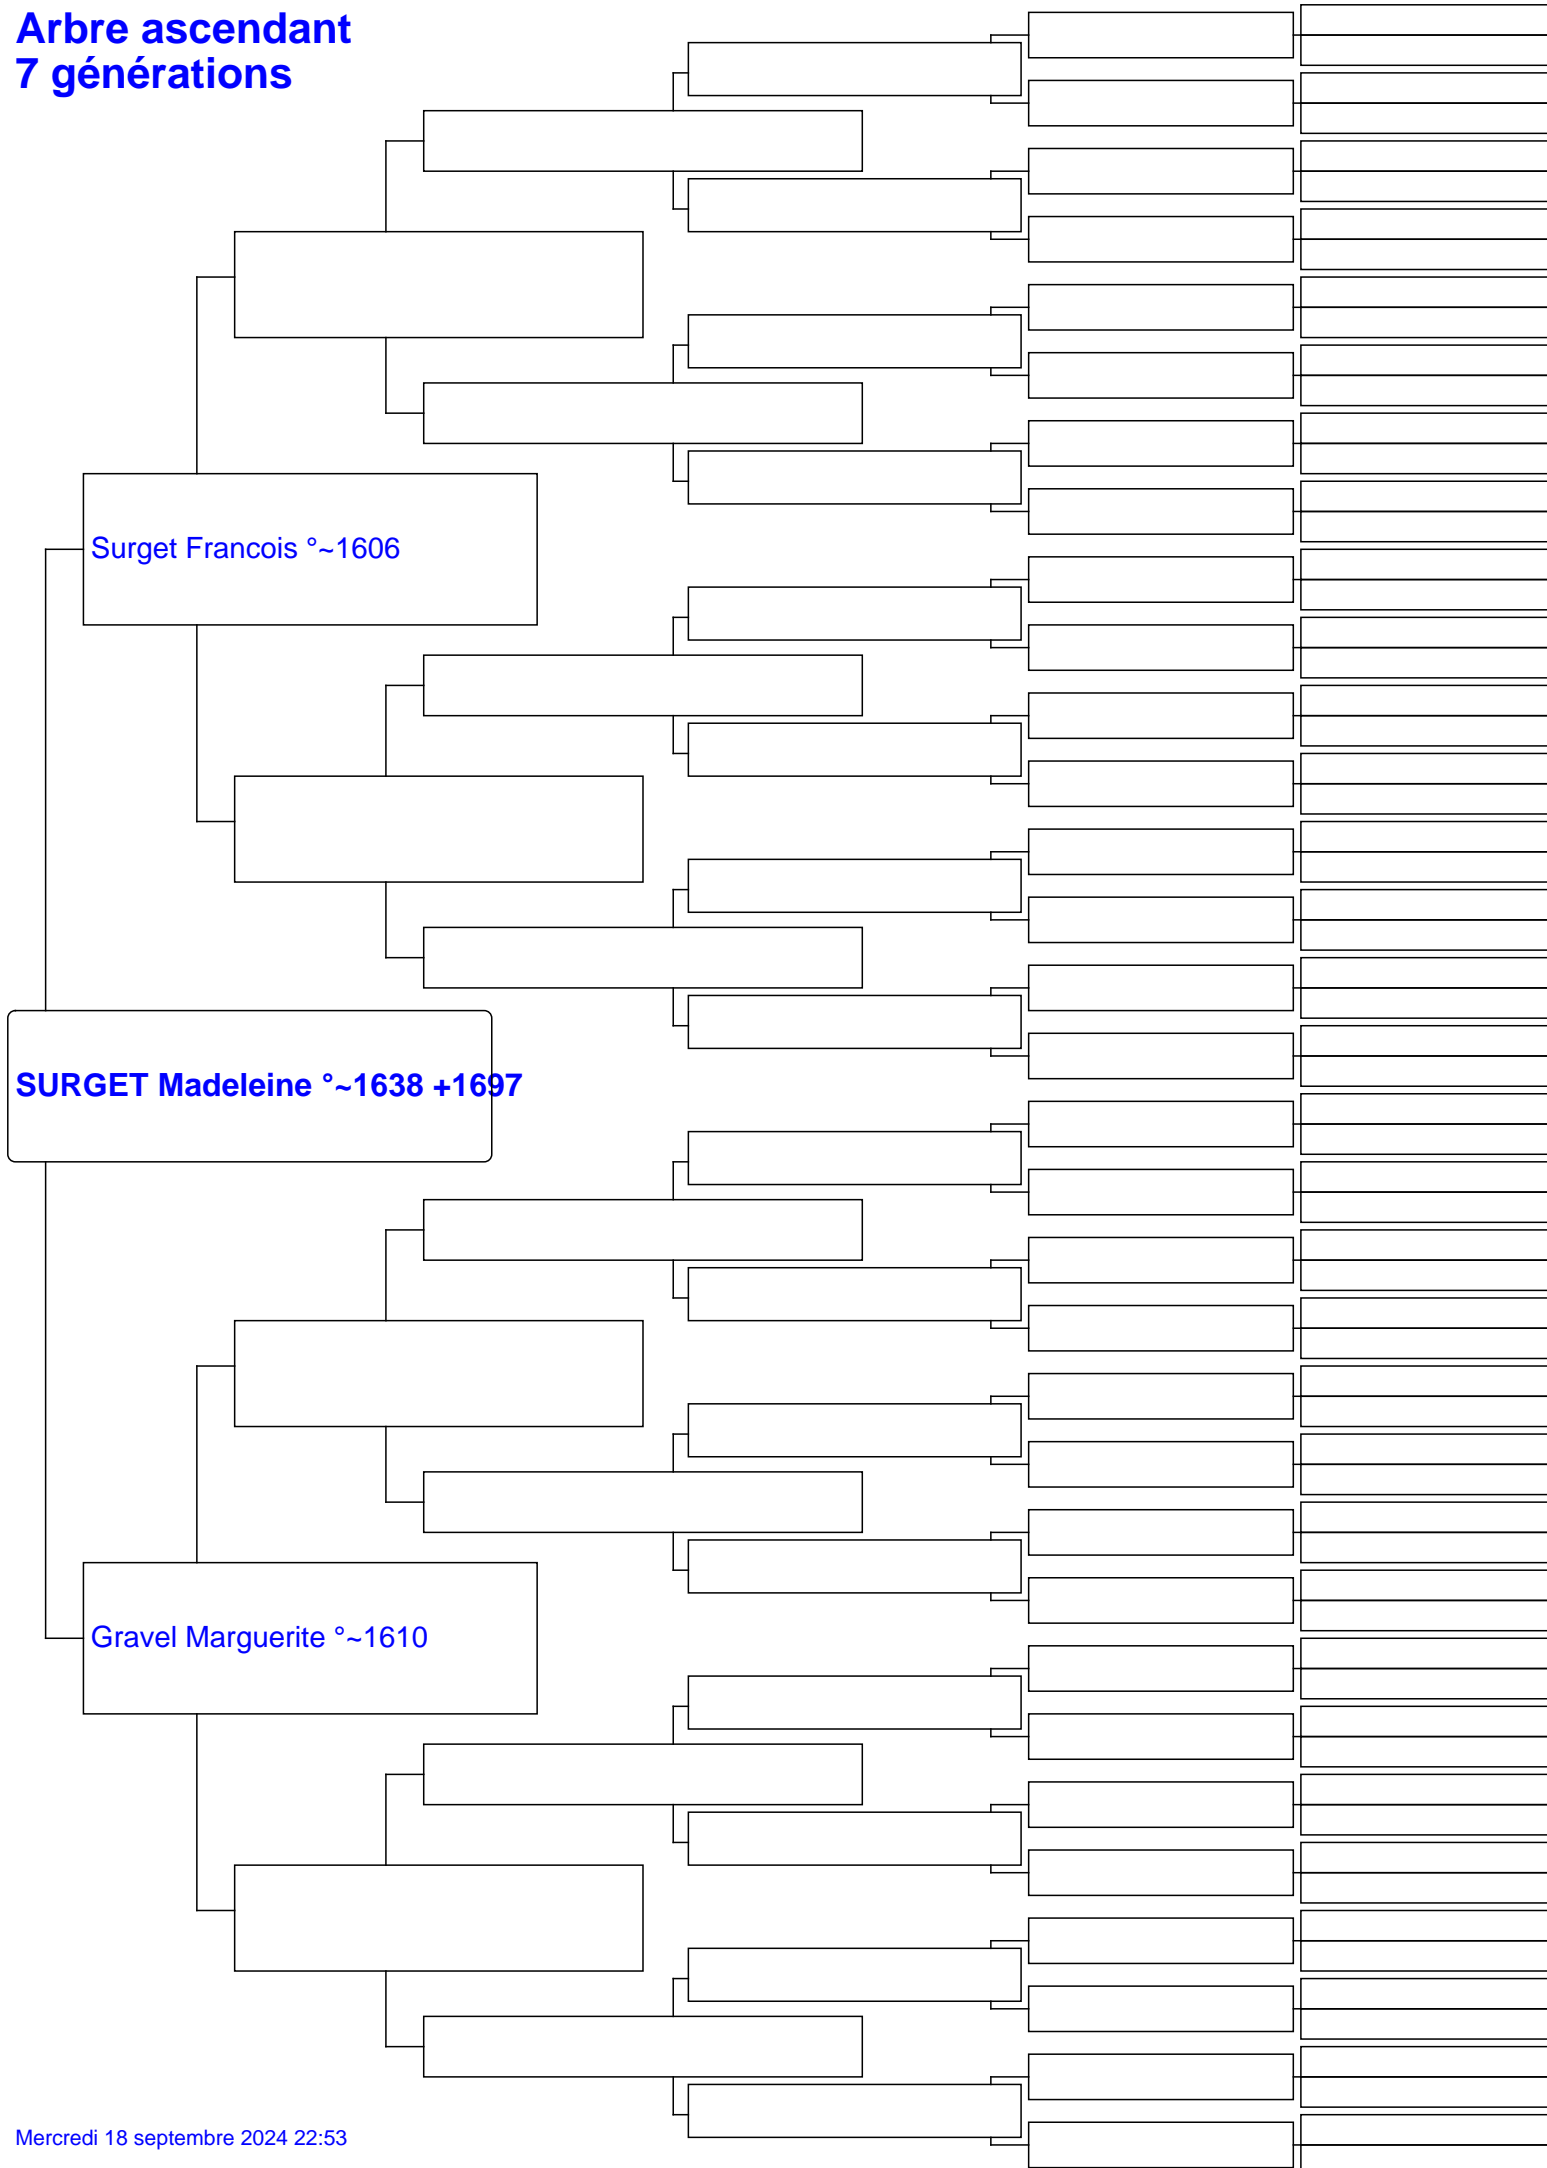 Arbre ascendant
7 générations
Surget Francois °~1606
SURGET Madeleine °~1638 +1697
Gravel Marguerite °~1610
Mercredi 18 septembre 2024 22:53